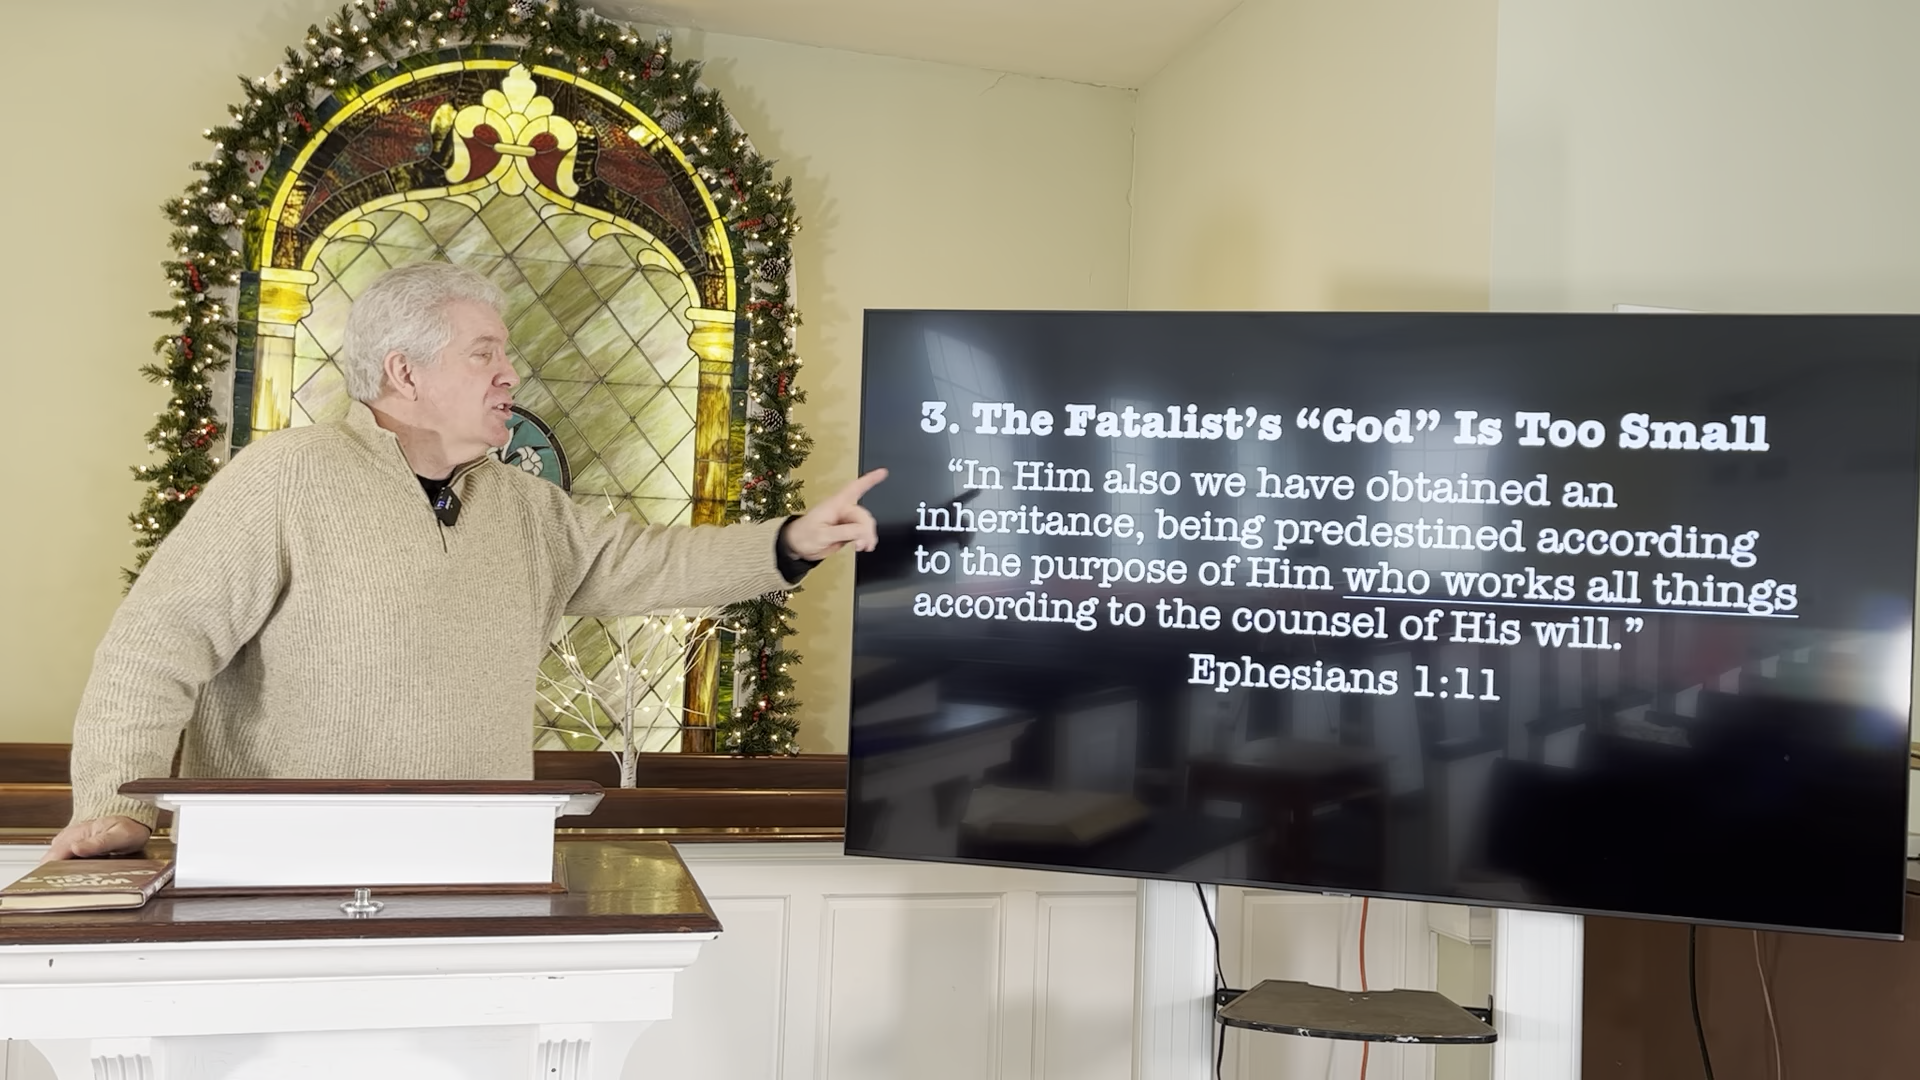 3. The Fatalist's “God” Is Too Small
“In Him also we have obtained an
inheritance, being predestined according
to the purpose of Him who works all things
according to the counsel of His will.”
Ephesians 1:11